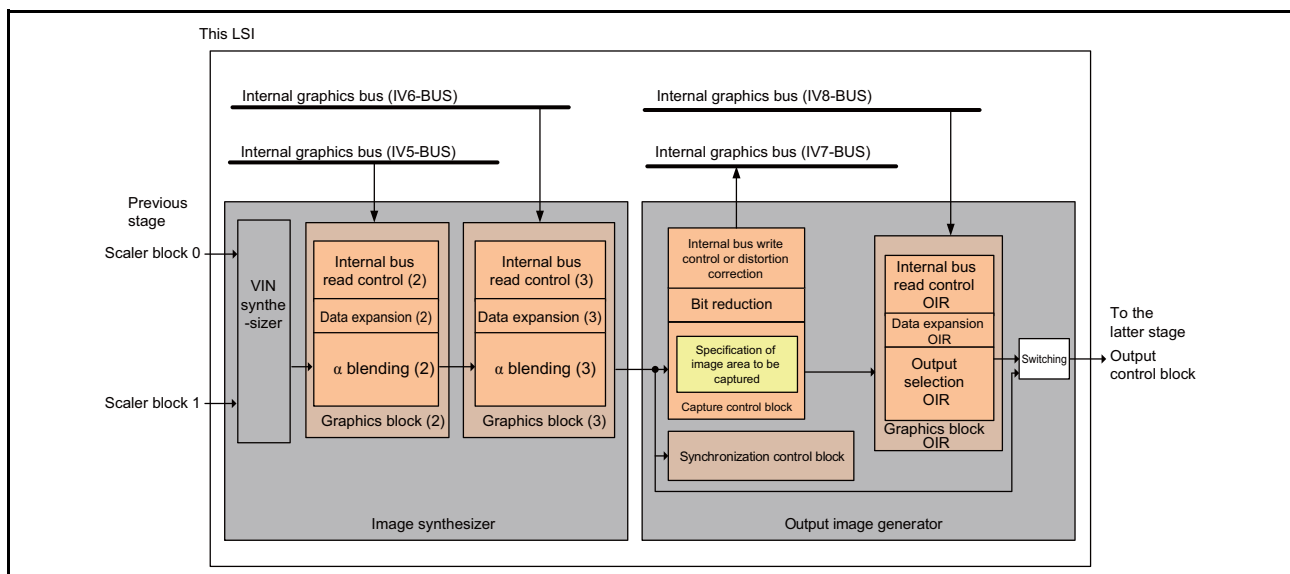 This LSI
Internal graphics bus (IV6-BUS)
Internal graphics bus (IV8-BUS)
Internal graphics bus (IV5-BUS)
Internal graphics bus (IV7-BUS)
Previous
stage
Scaler block 0
Scaler block 1
VIN
synthe
-sizer
Internal bus
read control (2)
Data expansion (2)
α blending (2)
Graphics block (2)
Internal bus
read control (3)
Data expansion (3)
α blending (3)
Graphics block (3)
Image synthesizer
Internal bus write
control or distortion
correction
Bit reduction
Specification of
image area to be
captured
Capture control block
Synchronization control block
Internal bus
read control
OIR
Data expansion
OIR
Output
selection
OIR
Graphics block
OIR
Switching
Output image generator
To the
latter stage
Output
control block